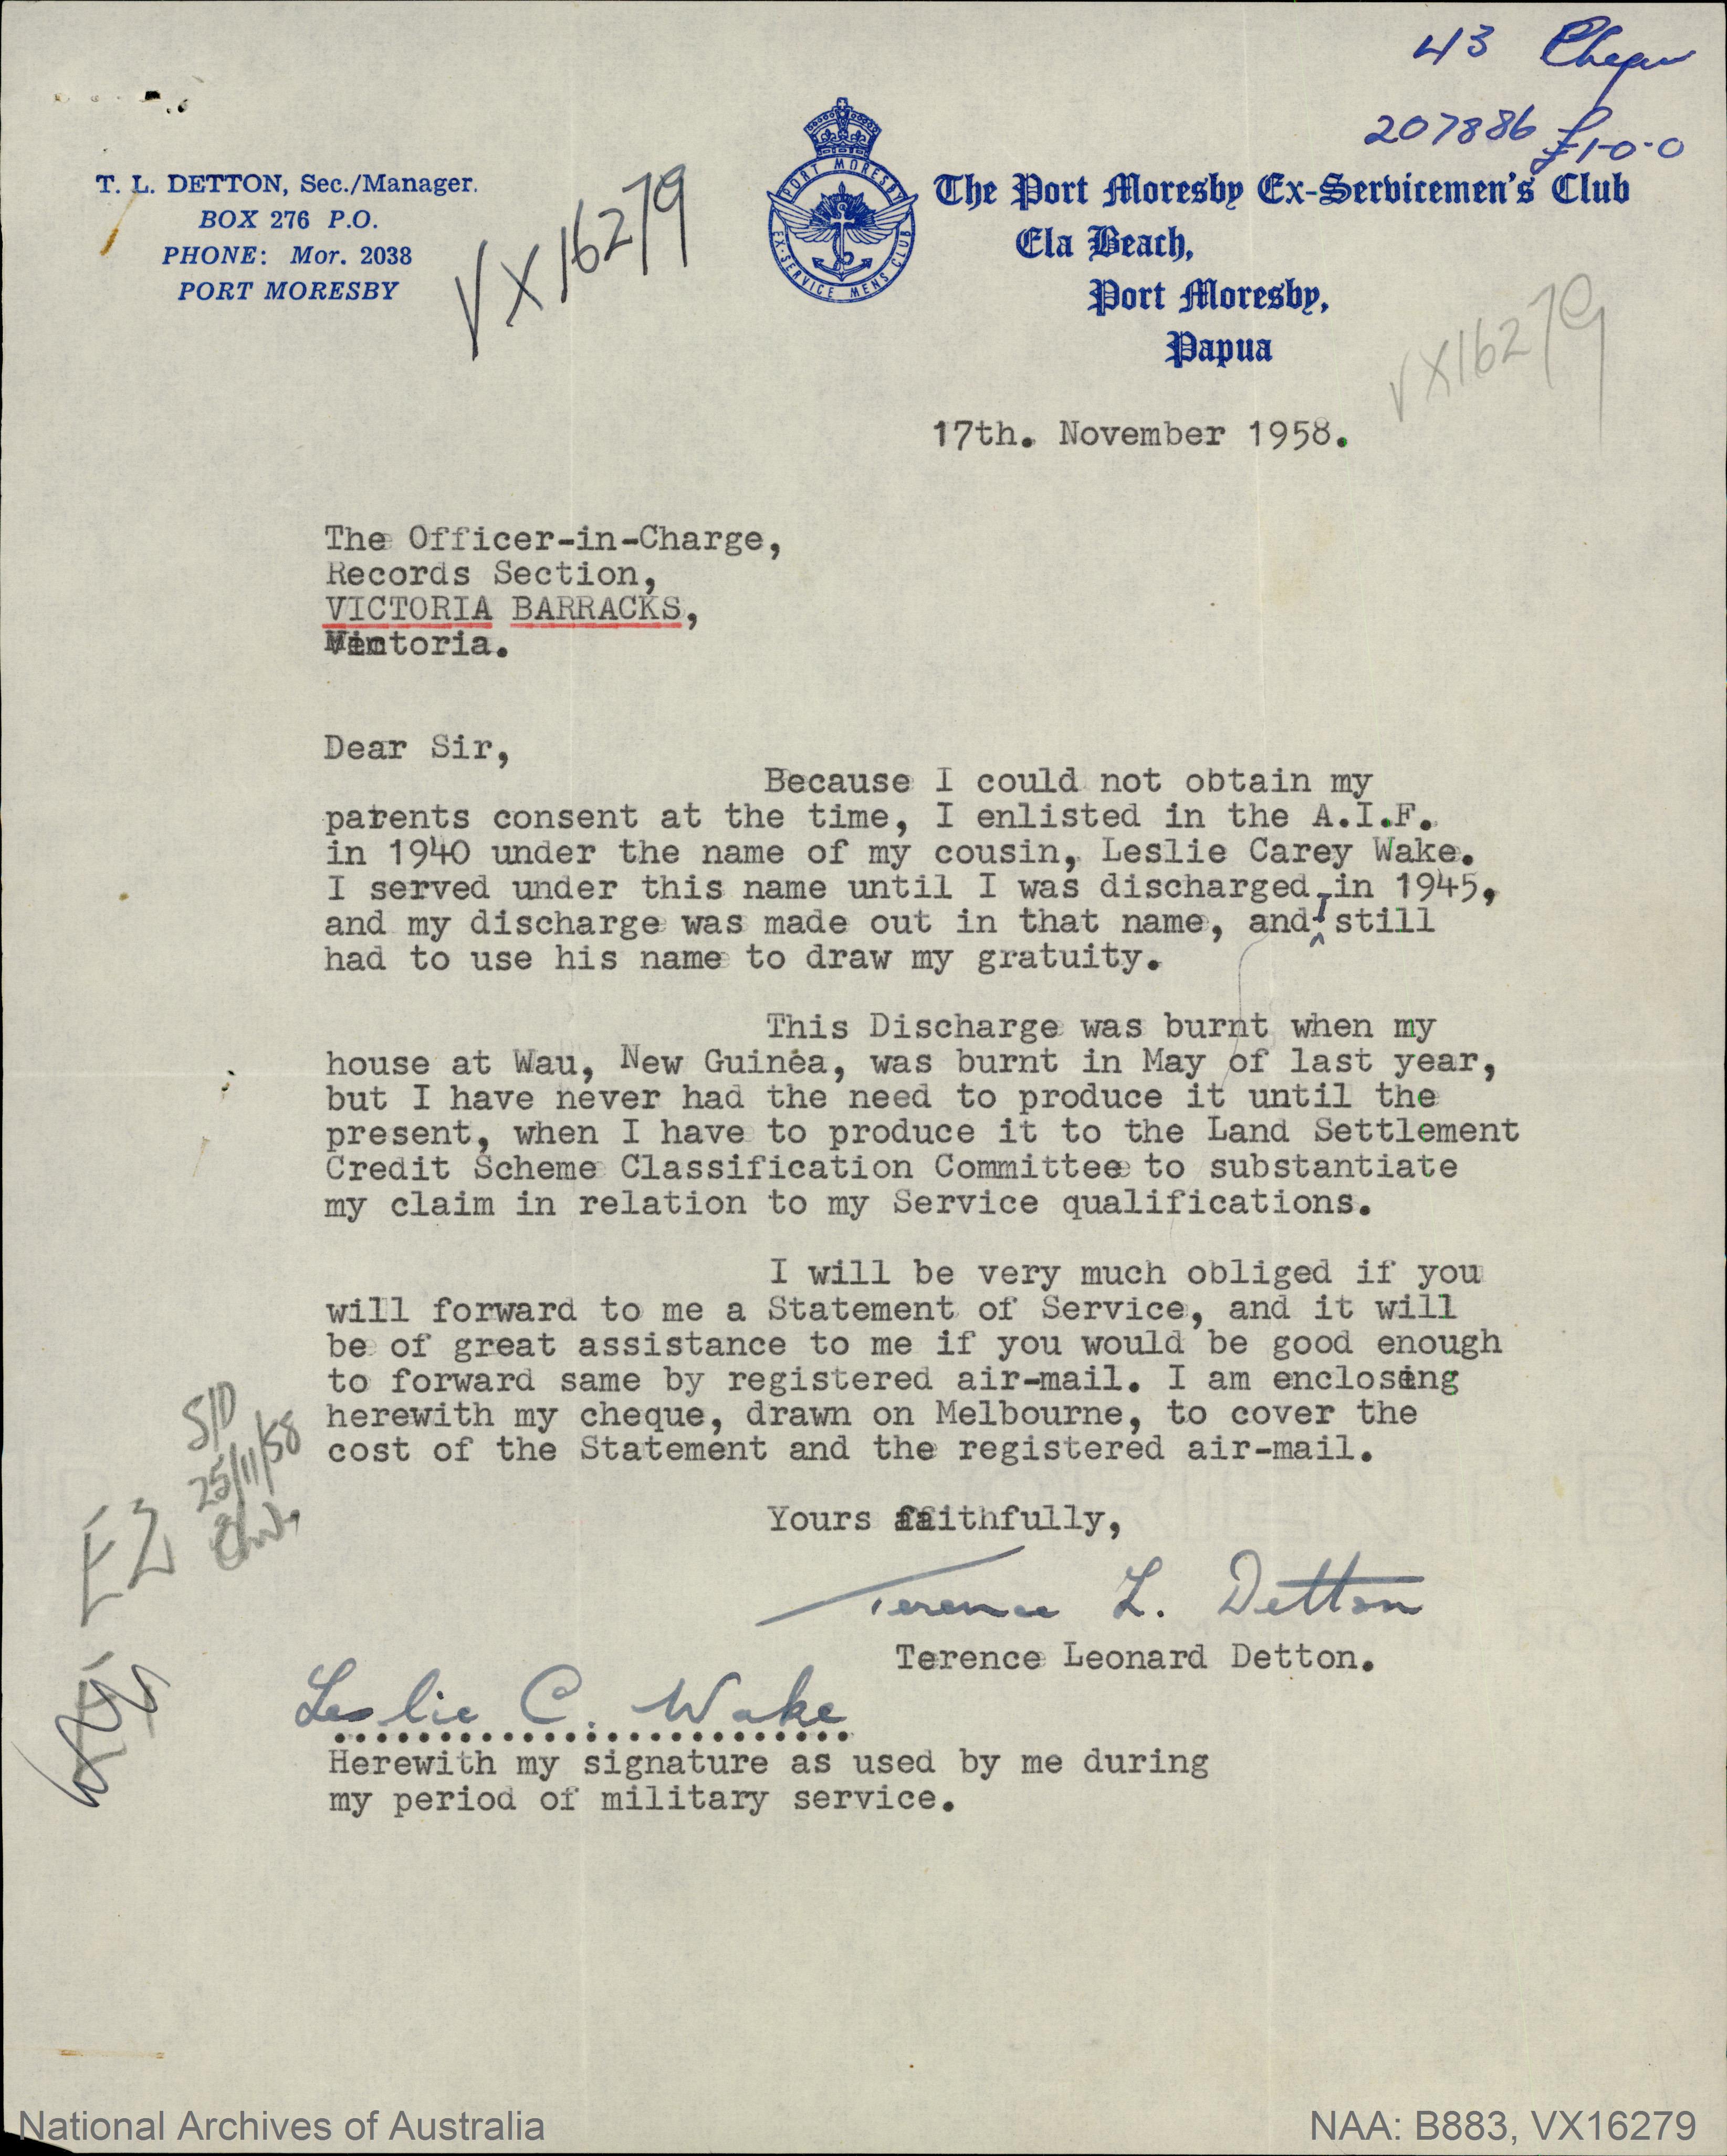 43 Cheque
207886 £1-0-0
T. L. DETTON, Sec./Manager.
BOX 276 P.O.
PHONE: Mor. 2038
PORT MORESBY
VX16279
PORT MORESBY
EX-SERVICE MENS CLUB
The Port Moresby Ex-Servicemen's Club
Ela Beach,
Port Moresby,
Papua
VX16279
17th. November 1958.
The Officer-in-Charge,
Records Section,
VICTORIA BARRACKS,
Victoria.
Dear Sir,
Because I could not obtain my
parents consent at the time, I enlisted in the A.I.F.
in 1940 under the name of my cousin, Leslie Carey Wake.
I served under this name until I was discharged in 1945,
and my discharge was made out in that name, and I still
had to use his name to draw my gratuity.
This Discharge was burnt when my
house at Wau, New Guinea, was burnt in May of last year,
but I have never had the need to produce it until the
present, when I have to produce it to the Land Settlement
Credit Scheme Classification Committee to substantiate
my claim in relation to my Service qualifications.
I will be very much obliged if you
will forward to me a Statement of Service, and it will
be of great assistance to me if you would be good enough
to forward same by registered air-mail. I am enclosing
herewith my cheque, drawn on Melbourne, to cover the
cost of the Statement and the registered air-mail.
S/D
25/11/58
EZ
Yours faithfully,
Terence L. Detton
Terence Leonard Detton.
Leslie C. Wake
Herewith my signature as used by me during
my period of military service.
National Archives of Australia
NAA: B883, VX16279